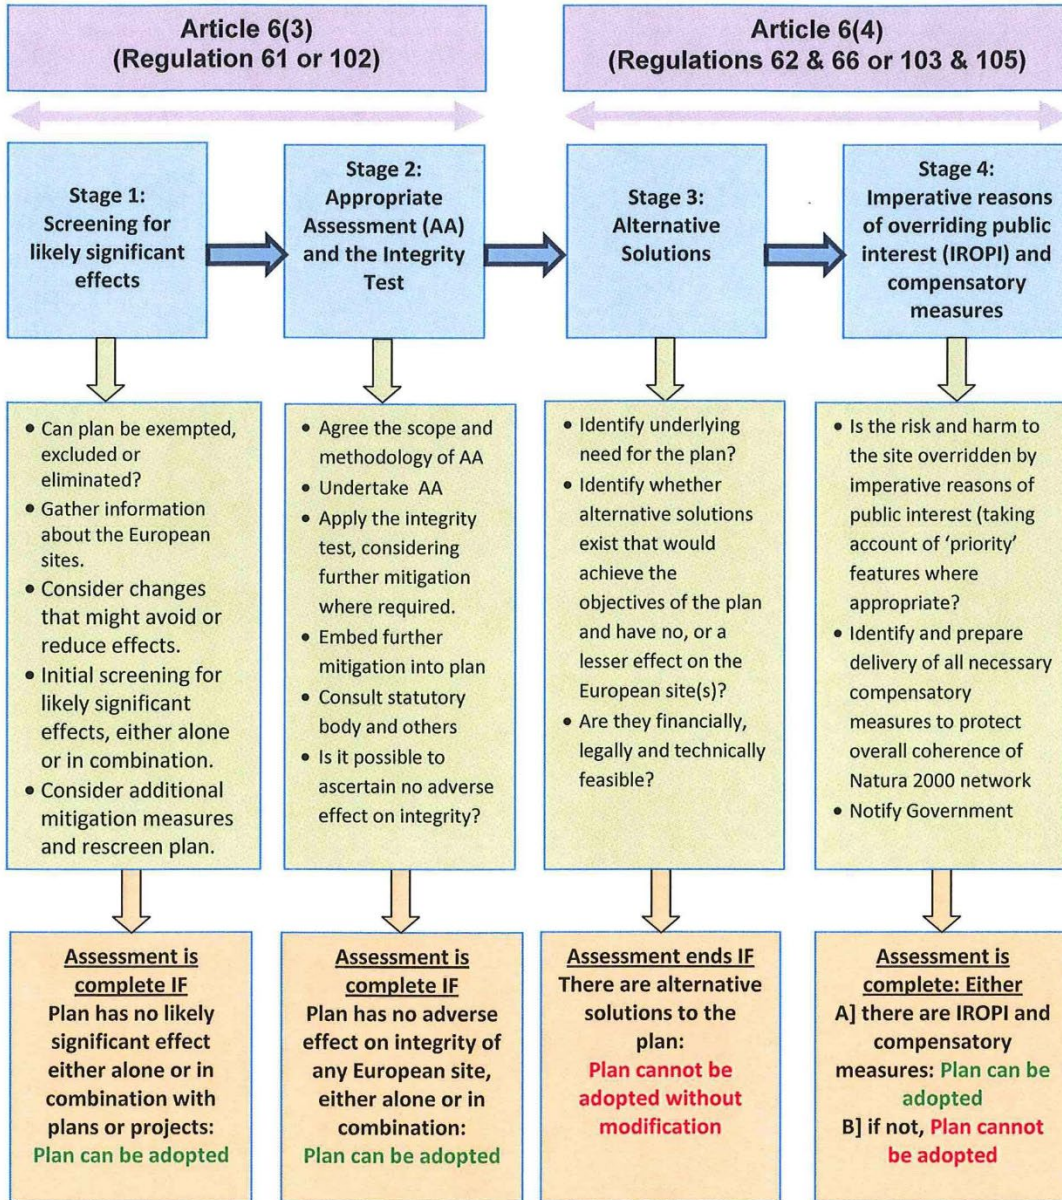 Article 6(3)
(Regulation 61 or 102)
Article 6(4)
(Regulations 62 & 66 or 103 & 105)
Stage 1:
Screening for
likely significant
effects
Stage 2:
Appropriate
Assessment (AA)
and the Integrity
Test
Stage 3:
Alternative
Solutions
Stage 4:
Imperative reasons
of overriding public
interest (IROPI) and
compensatory
measures
• Can plan be exempted,
excluded or
eliminated?
• Gather information
about the European
sites.
• Consider changes
that might avoid or
reduce effects.
• Initial screening for
likely significant
effects, either alone
or in combination.
• Consider additional
mitigation measures
and rescreen plan.
• Agree the scope and
methodology of AA
• Undertake AA
• Apply the integrity
test, considering
further mitigation
where required.
• Embed further
mitigation into plan
• Consult statutory
body and others
• Is it possible to
ascertain no adverse
effect on integrity?
• Identify underlying
need for the plan?
• Identify whether
alternative solutions
exist that would
achieve the
objectives of the plan
and have no, or a
lesser effect on the
European site(s)?
• Are they financially,
legally and technically
feasible?
• Is the risk and harm to
the site overridden by
imperative reasons of
public interest (taking
account of ‘priority’
features where
appropriate?
• Identify and prepare
delivery of all necessary
compensatory
measures to protect
overall coherence of
Natura 2000 network
• Notify Government
Assessment is
complete IF
Plan has no likely
significant effect
either alone or in
combination with
plans or projects:
Plan can be adopted
Assessment is
complete IF
Plan has no adverse
effect on integrity of
any European site,
either alone or in
combination:
Plan can be adopted
Assessment ends IF
There are alternative
solutions to the
plan:
Plan cannot be
adopted without
modification
Assessment is
complete: Either
A] there are IROPI and
compensatory
measures: Plan can be
adopted
B] if not, Plan cannot
be adopted